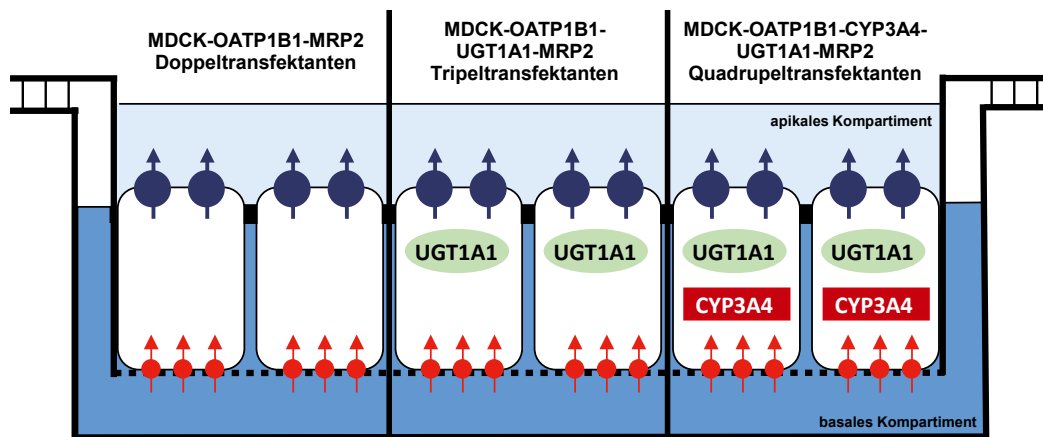 MDCK-OATP1B1-MRP2
Doppeltransfektanten
MDCK-OATP1B1-
UGT1A1-MRP2
Tripeltransfektanten
MDCK-OATP1B1-CYP3A4-
UGT1A1-MRP2
Quadrupeltransfektanten
apikales Kompartiment
UGT1A1
UGT1A1
UGT1A1
UGT1A1
CYP3A4
CYP3A4
basales Kompartiment